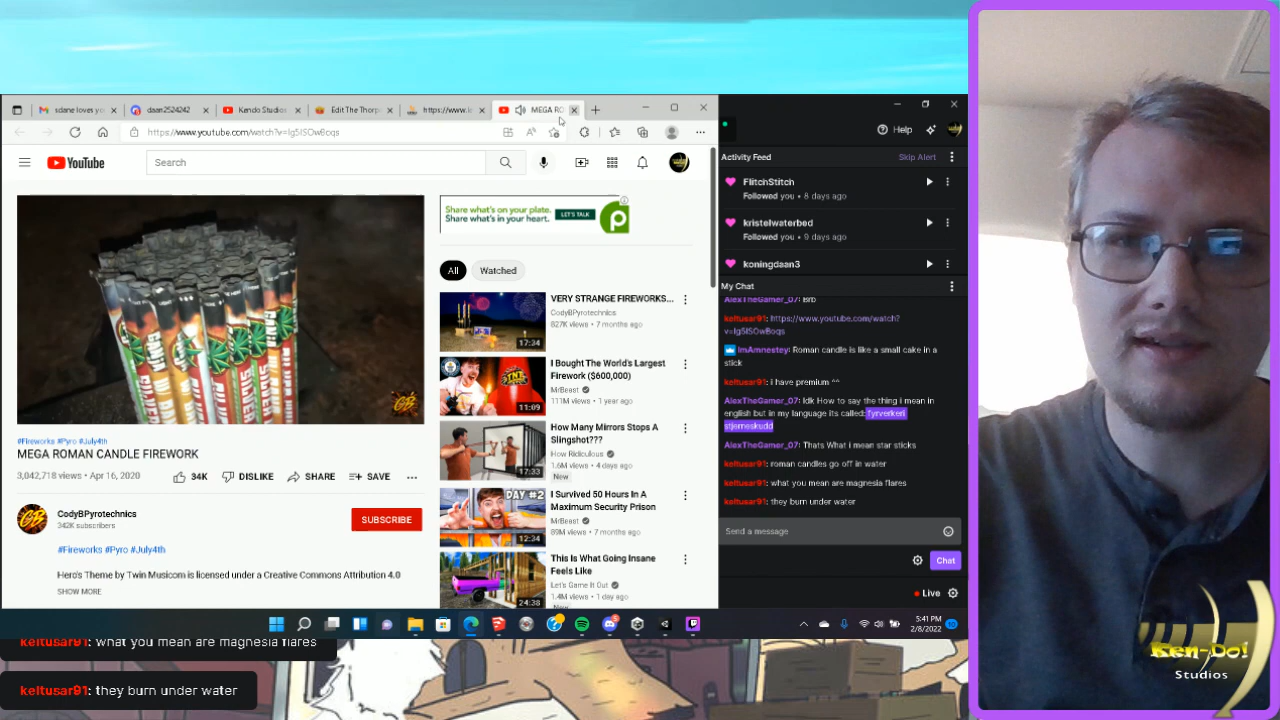 sdane loves yo
daan2524242
Kendo Studios
Edit The Thorp
https://www.l
MEGA RO
https://www.youtube.com/watch?v=Ig5ISOwBoqs
YouTube
Search
#Fireworks #Pyro #July4th
MEGA ROMAN CANDLE FIREWORK
3,042,718 views • Apr 16, 2020
34K
DISLIKE
SHARE
SAVE
CodyBPyrotechnics
342K subscribers
SUBSCRIBE
#Fireworks #Pyro #July4th
Hero's Theme by Twin Musicom is licensed under a Creative Commons Attribution 4.0
SHOW MORE
Share what's on your plate.
Share what's in your heart.
LET'S TALK
All
Watched
VERY STRANGE FIREWORKS...
CodyBPyrotechnics
827K views • 7 months ago
17:34
I Bought The World's Largest
Firework ($600,000)
MrBeast
111M views • 1 year ago
11:09
How Many Mirrors Stops A
Slingshot???
How Ridiculous
1.6M views • 4 days ago
New
17:33
DAY #2
I Survived 50 Hours In A
Maximum Security Prison
MrBeast
89M views • 7 months ago
12:34
This Is What Going Insane
Feels Like
Let's Game It Out
1.4M views • 1 day ago
New
24:38
Help
Activity Feed
Skip Alert
FlitchStitch
Followed you • 8 days ago
kristelwaterbed
Followed you • 9 days ago
koningdaan3
My Chat
AlexTheGamer_07: Brb
keltusar91: https://www.youtube.com/watch?
v=Ig5ISOwBoqs
ImAmnestey: Roman candle is like a small cake in a
stick
keltusar91: i have premium ^^
AlexTheGamer_07: Idk How to say the thing i mean in
english but in my language its called: fyrverkeri
stjerneskudd
AlexTheGamer_07: Thats What i mean star sticks
keltusar91: roman candles go off in water
keltusar91: what you mean are magnesia flares
keltusar91: they burn under water
Send a message
Chat
Live
5:41 PM
2/8/2022
keltusar91: what you mean are magnesia flares
keltusar91: they burn under water
Ken-Do!
Studios